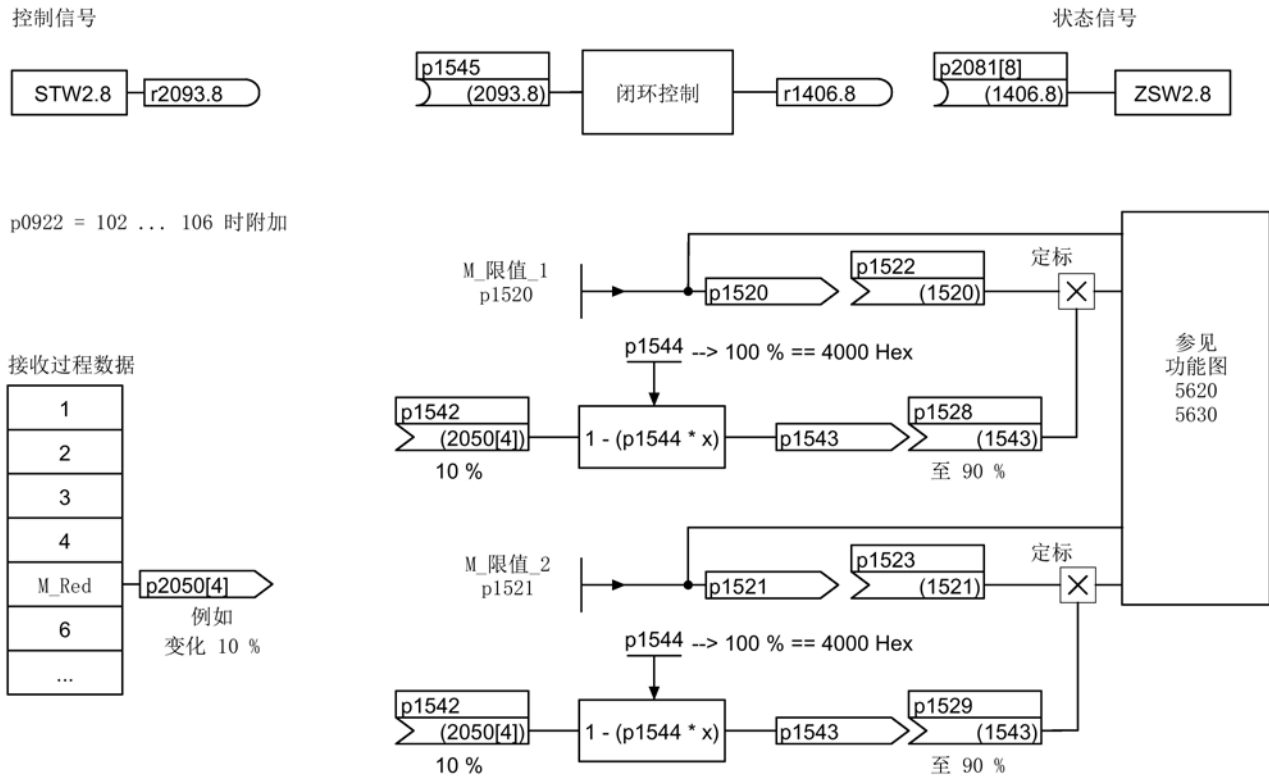 控制信号
状态信号
STW2.8
r2093.8
p1545
(2093.8)
闭环控制
r1406.8
p2081[8]
(1406.8)
ZSW2.8
p0922 = 102 ... 106 时附加
M_限值_1
p1520
p1520
p1522
(1520)
定标
p1544 --> 100 % == 4000 Hex
p1542
(2050[4])
10 %
1 - (p1544 * x)
p1543
p1528
(1543)
至 90 %
参见
功能图
5620
5630
接收过程数据
1
2
3
4
M_Red
6
...
p2050[4]
例如
变化 10 %
M_限值_2
p1521
p1521
p1523
(1521)
定标
p1544 --> 100 % == 4000 Hex
p1542
(2050[4])
10 %
1 - (p1544 * x)
p1543
p1529
(1543)
至 90 %